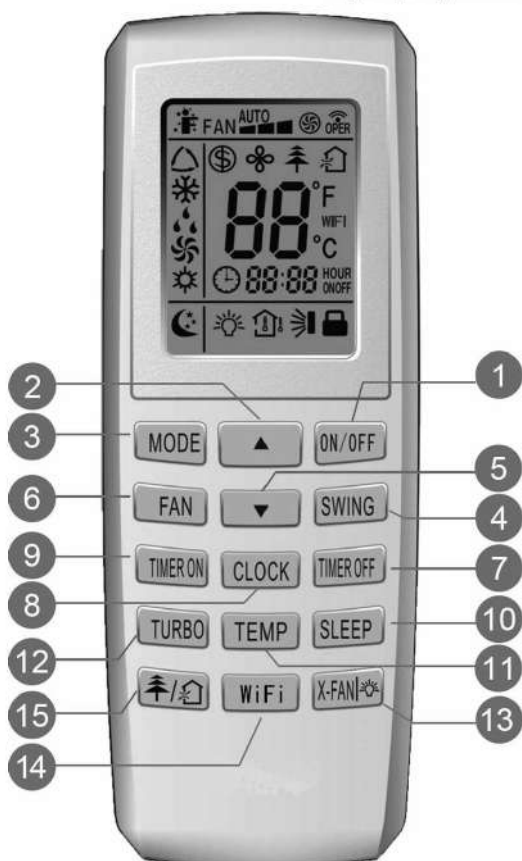 FAN AUTO OPER
88 °F
WIFI
°C
88:88 HOUR
ON OFF
2 1
3 MODE ▲ ON/OFF
5
6 FAN ▼ SWING
4
9 TIMER ON CLOCK TIMER OFF
8 7
TURBO TEMP SLEEP 10
12 11
15 WiFi X-FAN
14 13